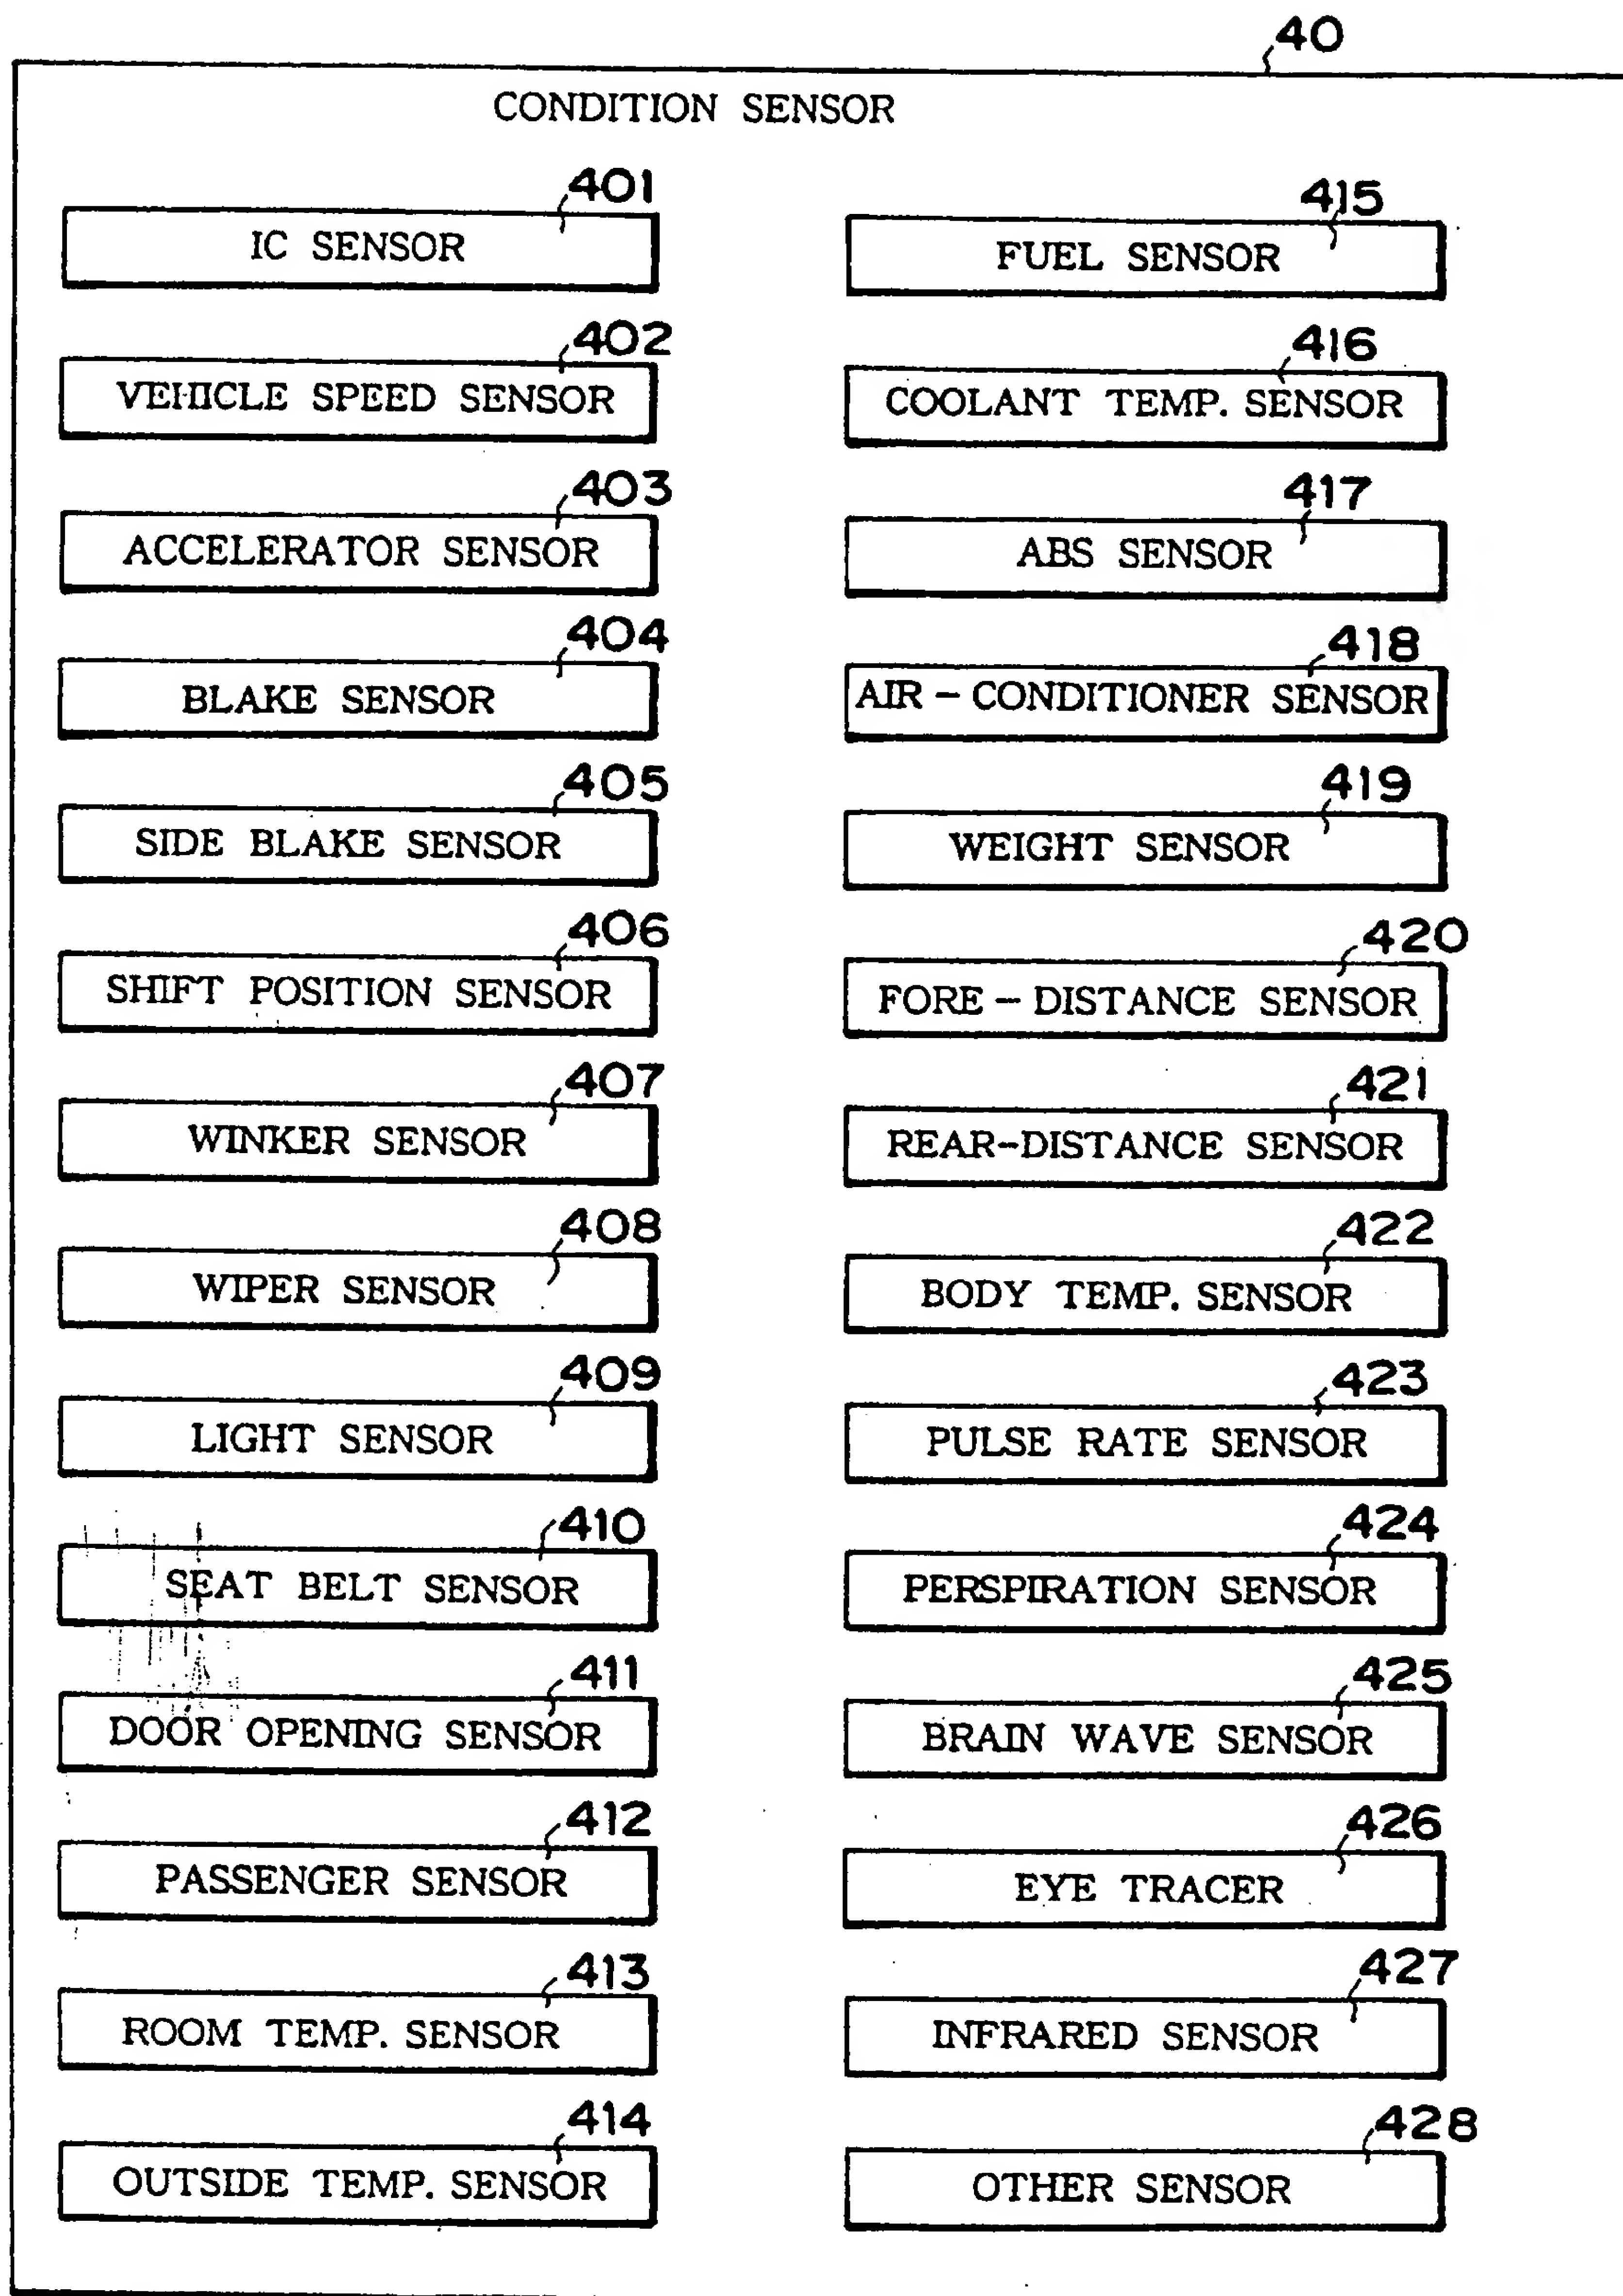 40
CONDITION SENSOR
401
IC SENSOR
402
VEHICLE SPEED SENSOR
403
ACCELERATOR SENSOR
404
BLAKE SENSOR
405
SIDE BLAKE SENSOR
406
SHIFT POSITION SENSOR
407
WINKER SENSOR
408
WIPER SENSOR
409
LIGHT SENSOR
410
SEAT BELT SENSOR
411
DOOR OPENING SENSOR
412
PASSENGER SENSOR
413
ROOM TEMP. SENSOR
414
OUTSIDE TEMP. SENSOR
415
FUEL SENSOR
416
COOLANT TEMP. SENSOR
417
ABS SENSOR
418
AIR - CONDITIONER SENSOR
419
WEIGHT SENSOR
420
FORE - DISTANCE SENSOR
421
REAR-DISTANCE SENSOR
422
BODY TEMP. SENSOR
423
PULSE RATE SENSOR
424
PERSPIRATION SENSOR
425
BRAIN WAVE SENSOR
426
EYE TRACER
427
INFRARED SENSOR
428
OTHER SENSOR